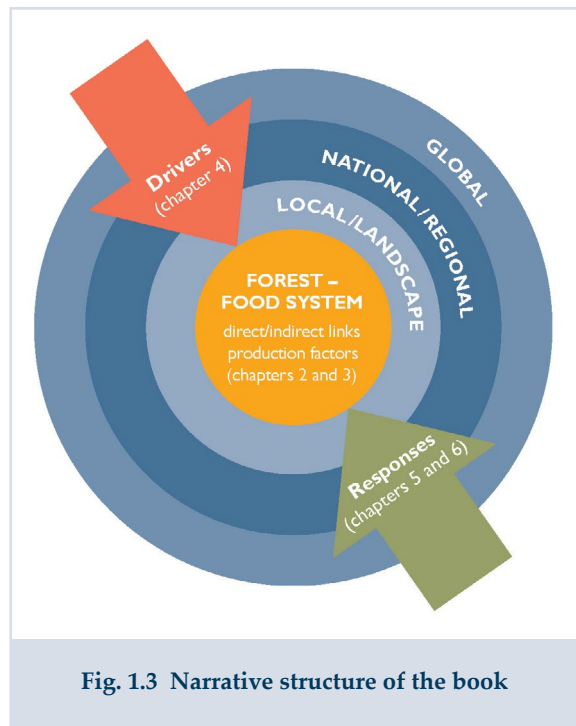 Drivers
(chapter 4)
GLOBAL
NATIONAL/REGIONAL
LOCAL/LANDSCAPE
FOREST –
FOOD SYSTEM
direct/indirect links
production factors
(chapters 2 and 3)
Responses
(chapters 5 and 6)
Fig. 1.3 Narrative structure of the book